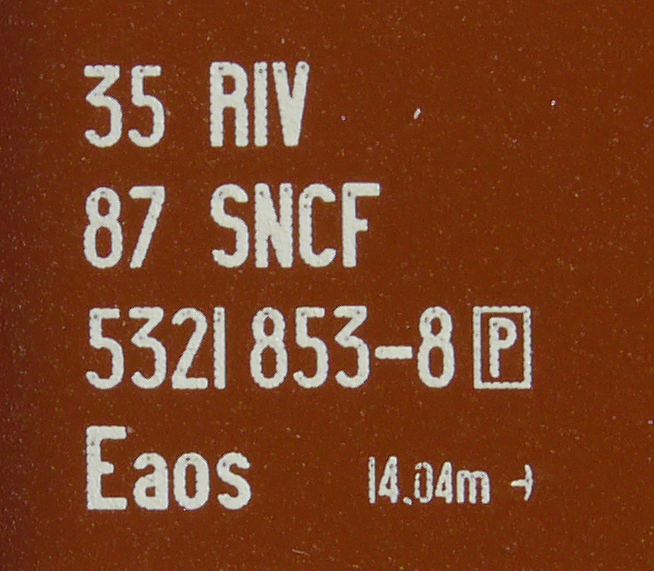 35 RIV
87 SNCF
5321 853-8 P
Eaos 14.04m